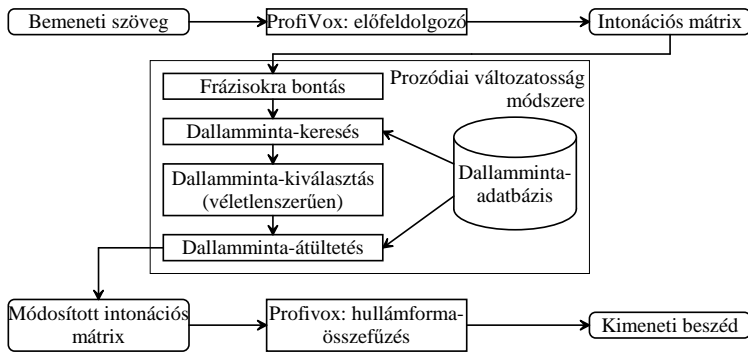 Bemeneti szöveg
ProfiVox: előfeldolgozó
Intonációs mátrix
Prozódiai változatosság
módszere
Frázisokra bontás
Dallamminta-keresés
Dallamminta-kiválasztás
(véletlenszerűen)
Dallamminta-átültetés
Dallamminta-
adatbázis
Módosított intonációs
mátrix
Profivox: hullámforma-
összefűzés
Kimeneti beszéd